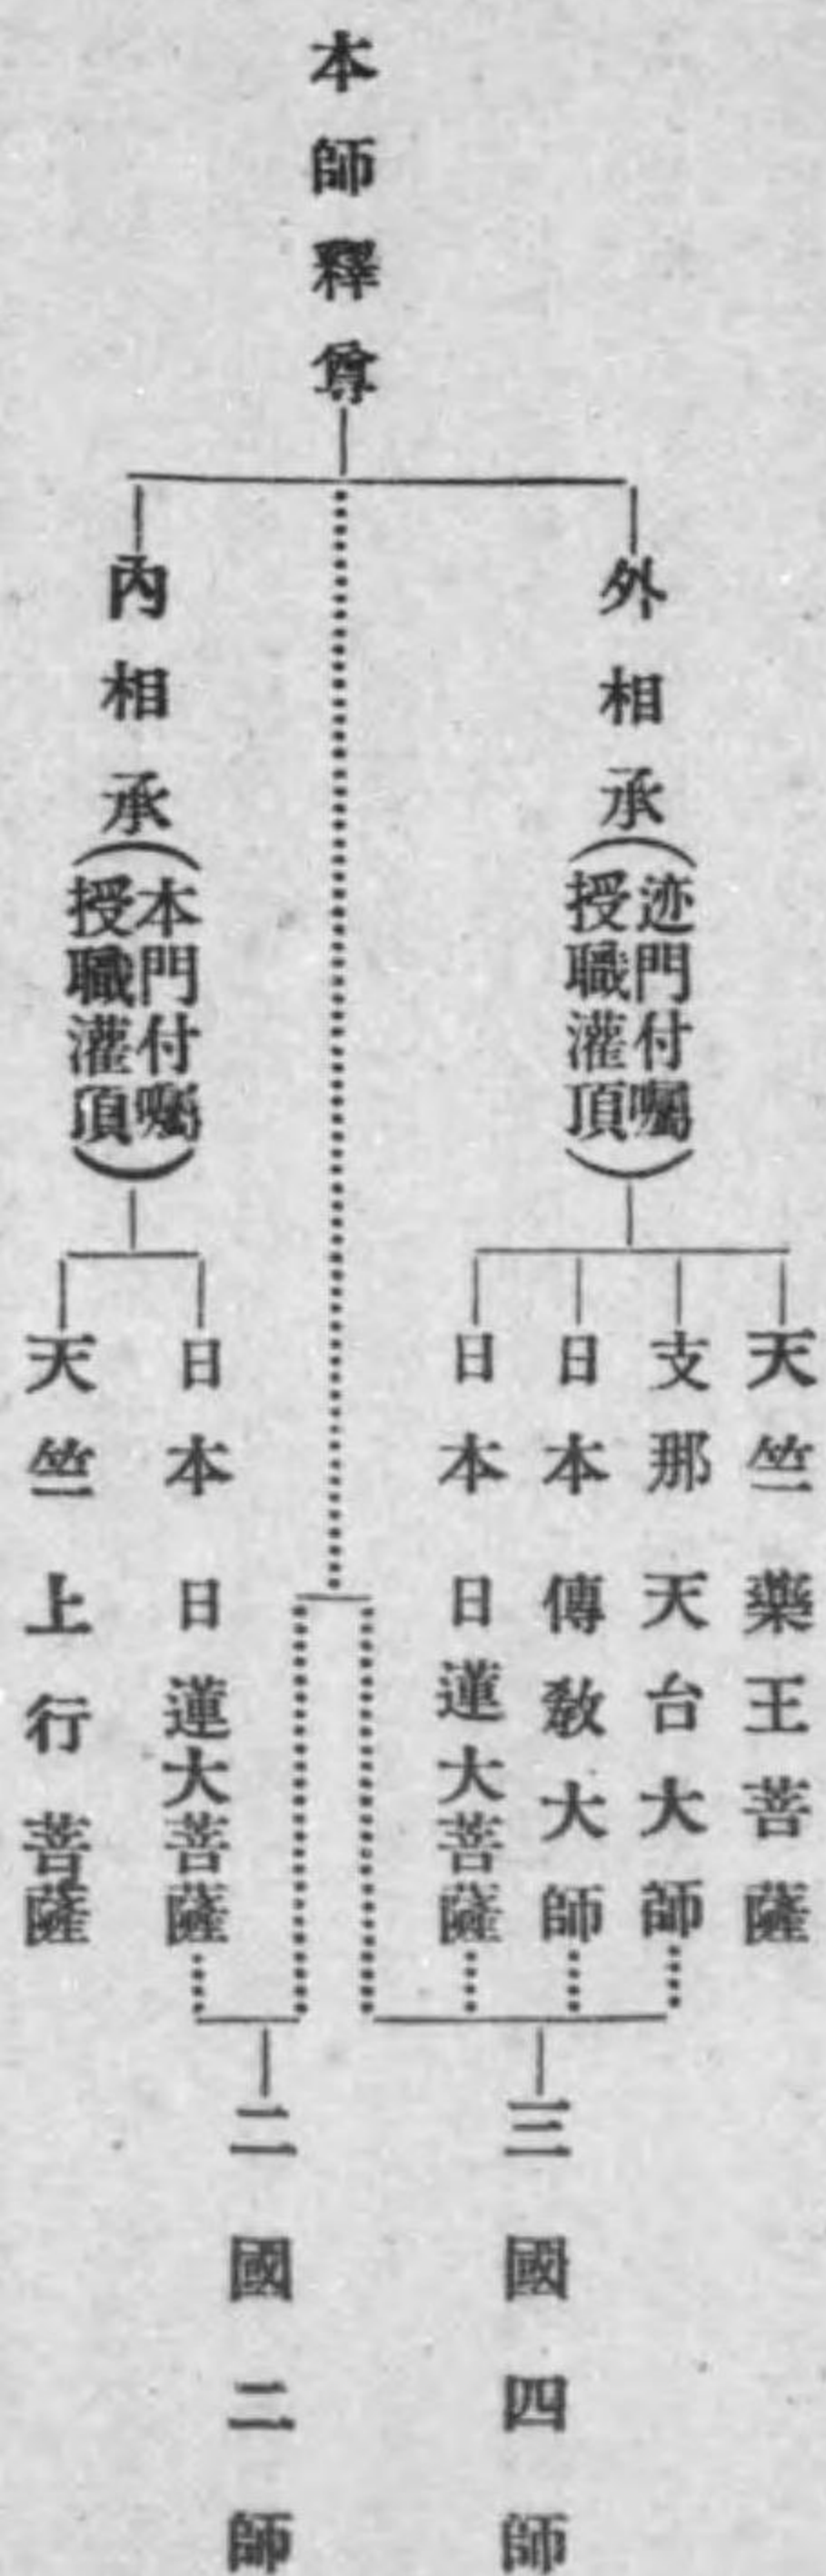 本師釋尊
外相承（迹門付囑
授職灌頂）
天竺藥王菩薩
支那天台大師
日本傳敎大師
日本日蓮大菩薩
三國四師
內相承（本門付囑
授職灌頂）
日本日蓮大菩薩
天竺上行菩薩
二國二師